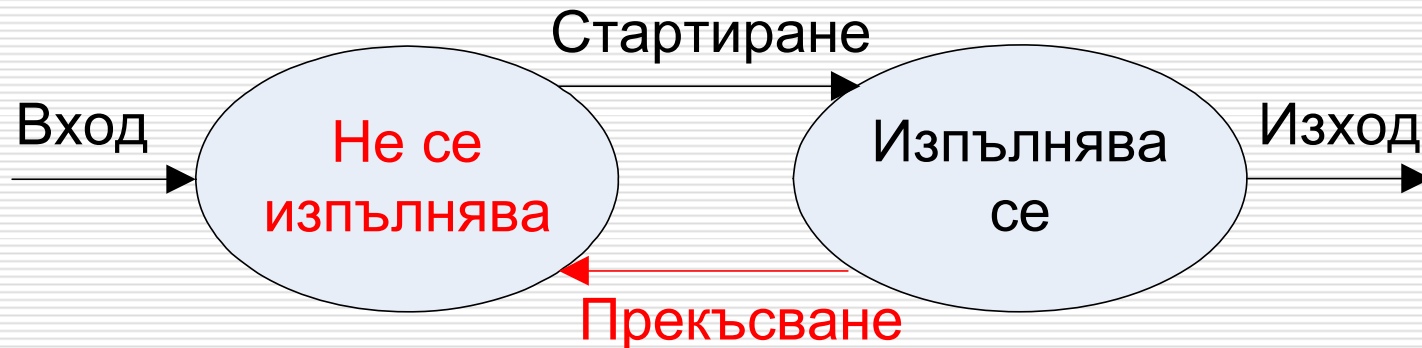 Стартиране
Вход
Не се
изпълнява
Изпълнява
се
Изход
Прекъсване